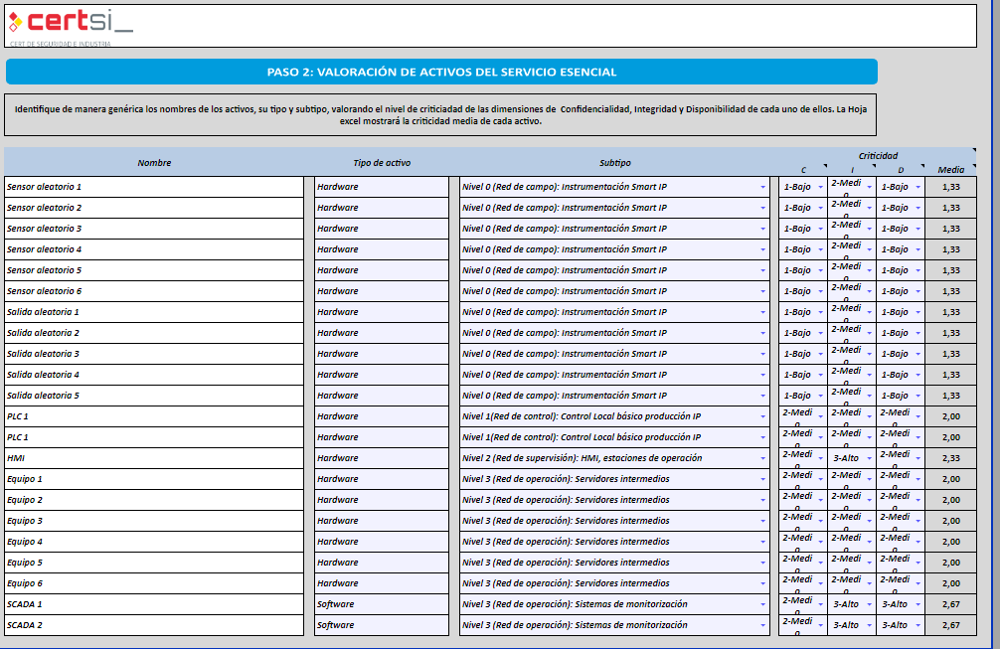 certsi_
CERT DE SEGURIDAD E INDUSTRIA
PASO 2: VALORACIÓN DE ACTIVOS DEL SERVICIO ESENCIAL
Identifique de manera genérica los nombres de los activos, su tipo y subtipo, valorando el nivel de criticiadad de las dimensiones de Confidencialidad, Integridad y Disponibilidad de cada uno de ellos. La Hoja
excel mostrará la criticidad media de cada activo.
Nombre Tipo de activo Subtipo Criticidad
C I D Media
Sensor aleatorio 1 Hardware Nivel 0 (Red de campo): Instrumentación Smart IP 1-Bajo 2-Medio 1-Bajo 1,33
Sensor aleatorio 2 Hardware Nivel 0 (Red de campo): Instrumentación Smart IP 1-Bajo 2-Medio 1-Bajo 1,33
Sensor aleatorio 3 Hardware Nivel 0 (Red de campo): Instrumentación Smart IP 1-Bajo 2-Medio 1-Bajo 1,33
Sensor aleatorio 4 Hardware Nivel 0 (Red de campo): Instrumentación Smart IP 1-Bajo 2-Medio 1-Bajo 1,33
Sensor aleatorio 5 Hardware Nivel 0 (Red de campo): Instrumentación Smart IP 1-Bajo 2-Medio 1-Bajo 1,33
Sensor aleatorio 6 Hardware Nivel 0 (Red de campo): Instrumentación Smart IP 1-Bajo 2-Medio 1-Bajo 1,33
Salida aleatoria 1 Hardware Nivel 0 (Red de campo): Instrumentación Smart IP 1-Bajo 2-Medio 1-Bajo 1,33
Salida aleatoria 2 Hardware Nivel 0 (Red de campo): Instrumentación Smart IP 1-Bajo 2-Medio 1-Bajo 1,33
Salida aleatoria 3 Hardware Nivel 0 (Red de campo): Instrumentación Smart IP 1-Bajo 2-Medio 1-Bajo 1,33
Salida aleatoria 4 Hardware Nivel 0 (Red de campo): Instrumentación Smart IP 1-Bajo 2-Medio 1-Bajo 1,33
Salida aleatoria 5 Hardware Nivel 0 (Red de campo): Instrumentación Smart IP 1-Bajo 2-Medio 1-Bajo 1,33
PLC 1 Hardware Nivel 1(Red de control): Control Local básico producción IP 2-Medio 2-Medio 2-Medio 2,00
PLC 1 Hardware Nivel 1(Red de control): Control Local básico producción IP 2-Medio 2-Medio 2-Medio 2,00
HMI Hardware Nivel 2 (Red de supervisión): HMI, estaciones de operación 2-Medio 3-Alto 2-Medio 2,33
Equipo 1 Hardware Nivel 3 (Red de operación): Servidores intermedios 2-Medio 2-Medio 2-Medio 2,00
Equipo 2 Hardware Nivel 3 (Red de operación): Servidores intermedios 2-Medio 2-Medio 2-Medio 2,00
Equipo 3 Hardware Nivel 3 (Red de operación): Servidores intermedios 2-Medio 2-Medio 2-Medio 2,00
Equipo 4 Hardware Nivel 3 (Red de operación): Servidores intermedios 2-Medio 2-Medio 2-Medio 2,00
Equipo 5 Hardware Nivel 3 (Red de operación): Servidores intermedios 2-Medio 2-Medio 2-Medio 2,00
Equipo 6 Hardware Nivel 3 (Red de operación): Servidores intermedios 2-Medio 2-Medio 2-Medio 2,00
SCADA 1 Software Nivel 3 (Red de operación): Sistemas de monitorización 2-Medio 3-Alto 3-Alto 2,67
SCADA 2 Software Nivel 3 (Red de operación): Sistemas de monitorización 2-Medio 3-Alto 3-Alto 2,67